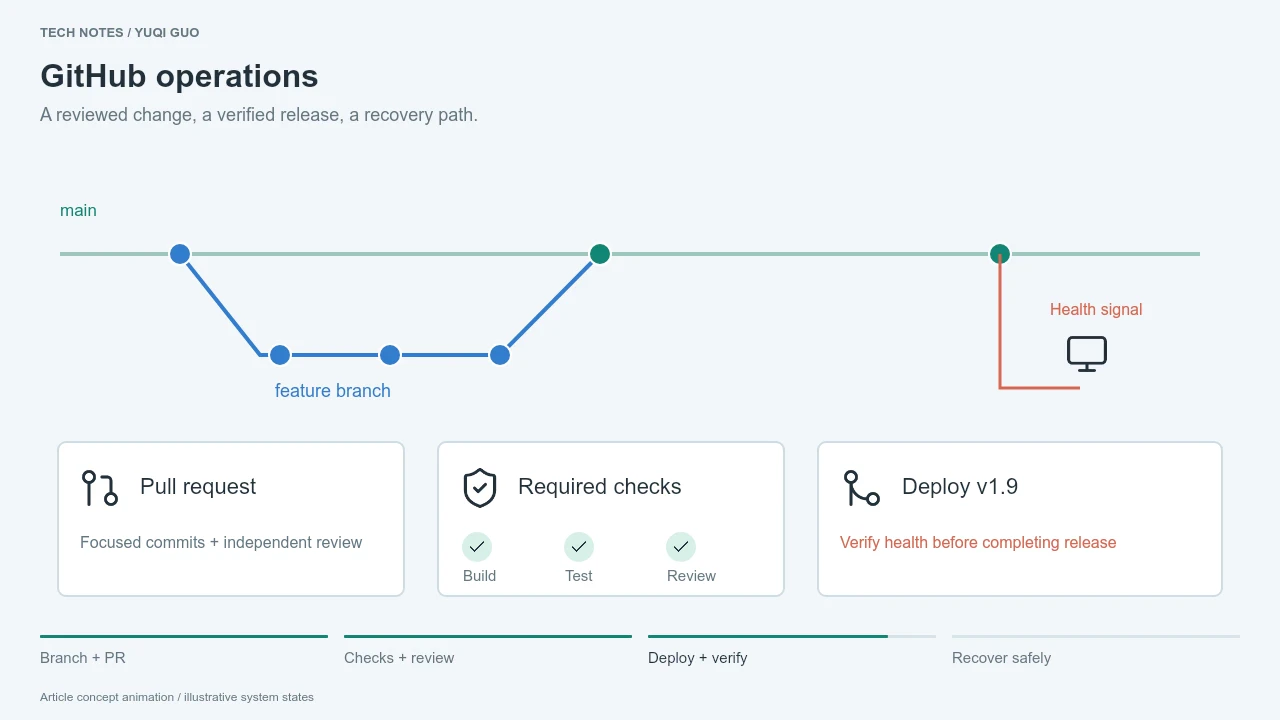 TECH NOTES / YUQI GUO
GitHub operations
A reviewed change, a verified release, a recovery path.
main
Health signal
feature branch
Pull request
Focused commits + independent review
Required checks
Build
Test
Review
Deploy v1.9
Verify health before completing release
Branch + PR
Checks + review
Deploy + verify
Recover safely
Article concept animation / illustrative system states